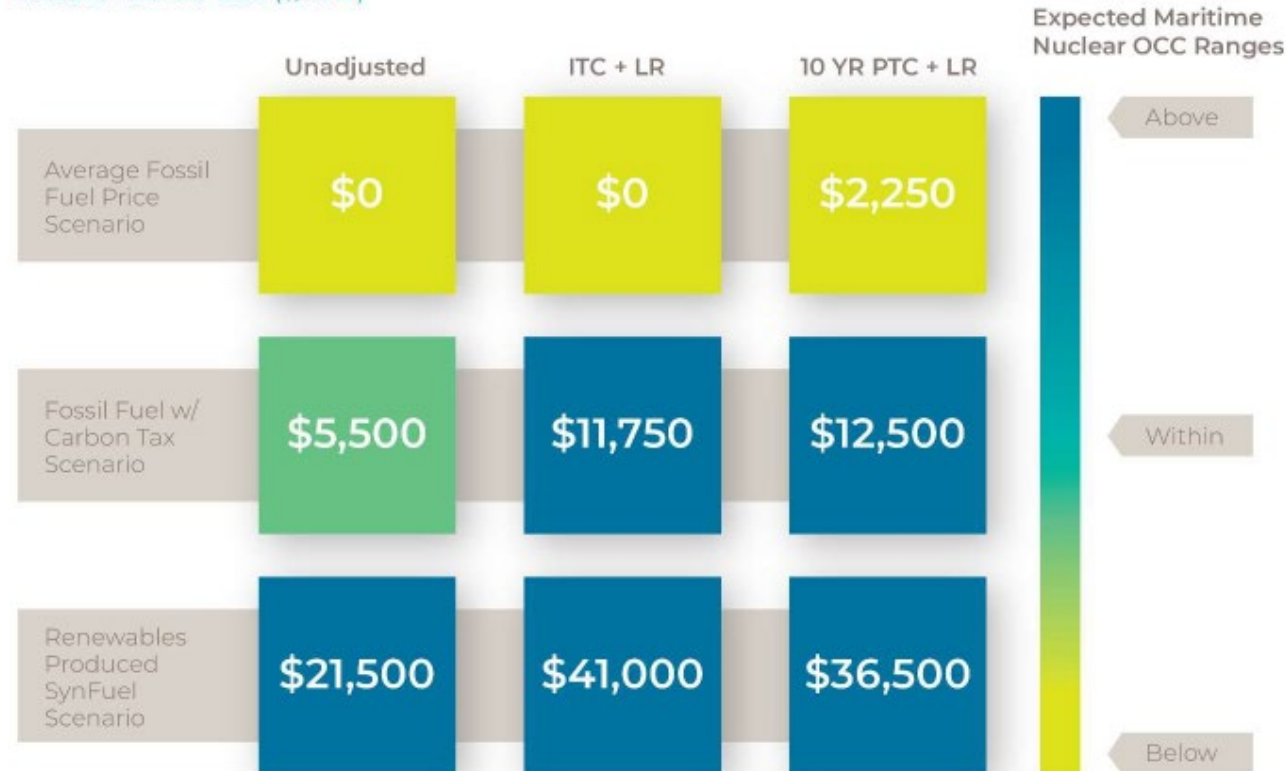 Expected Maritime
Nuclear OCC Ranges
Unadjusted
ITC + LR
10 YR PTC + LR
Above
Average Fossil
Fuel Price
Scenario
$0
$0
$2,250
Fossil Fuel w/
Carbon Tax
Scenario
$5,500
$11,750
$12,500
Within
Renewables
Produced
SynFuel
Scenario
$21,500
$41,000
$36,500
Below